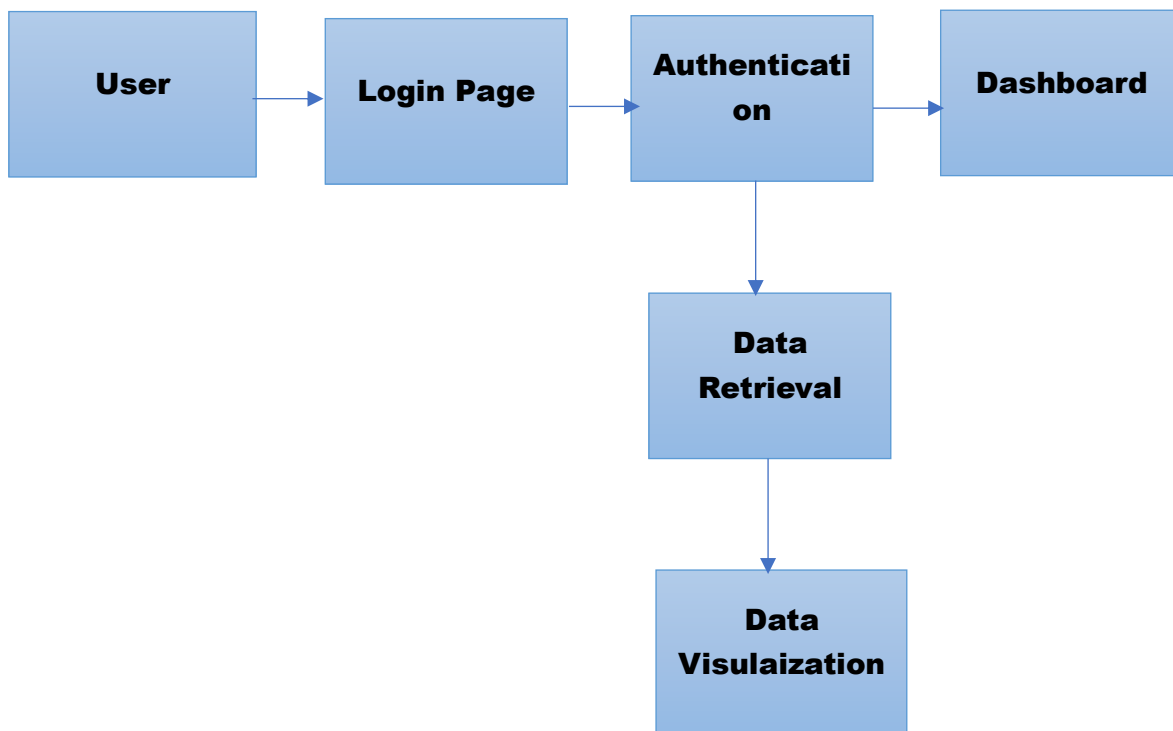 User
Login Page
Authenticati
on
Dashboard
Data
Retrieval
Data
Visulaization